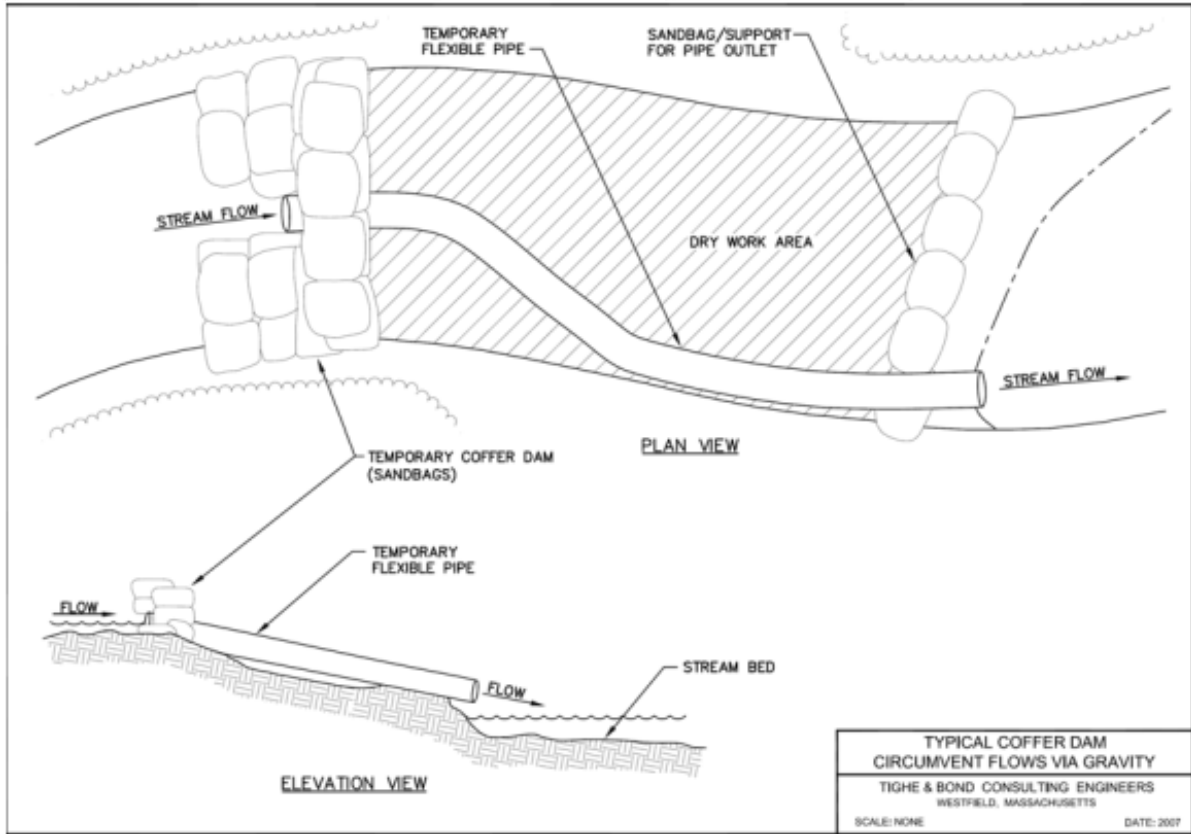 TEMPORARY
FLEXIBLE PIPE
SANDBAG/SUPPORT
FOR PIPE OUTLET
STREAM FLOW
DRY WORK AREA
STREAM FLOW
PLAN VIEW
TEMPORARY COFFER DAM
(SANDBAGS)
TEMPORARY
FLEXIBLE PIPE
FLOW
STREAM BED
FLOW
ELEVATION VIEW
TYPICAL COFFER DAM
CIRCUMVENT FLOWS VIA GRAVITY
TIGHE & BOND CONSULTING ENGINEERS
WESTFIELD, MASSACHUSETTS
SCALE: NONE DATE: 2007